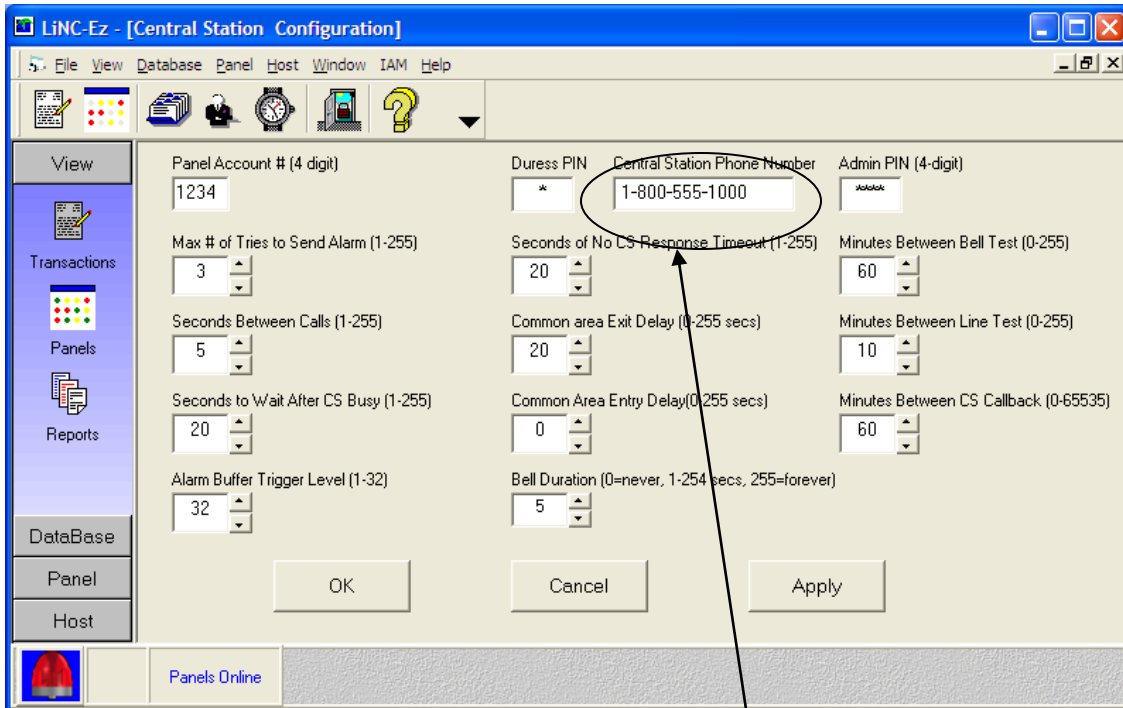 LiNC-Ez - [Central Station Configuration]
File View Database Panel Host Window IAM Help
View
Transactions
Panels
Reports
DataBase
Panel
Host
Panel Account # (4 digit)
1234
Duress PIN
*
Central Station Phone Number
1-800-555-1000
Admin PIN (4-digit)
****
Max # of Tries to Send Alarm (1-255)
3
Seconds of No CS Response Timeout (1-255)
20
Minutes Between Bell Test (0-255)
60
Seconds Between Calls (1-255)
5
Common area Exit Delay (0-255 secs)
20
Minutes Between Line Test (0-255)
10
Seconds to Wait After CS Busy (1-255)
20
Common Area Entry Delay(0-255 secs)
0
Minutes Between CS Callback (0-65535)
60
Alarm Buffer Trigger Level (1-32)
32
Bell Duration (0=never, 1-254 secs, 255=forever)
5
OK
Cancel
Apply
Panels Online